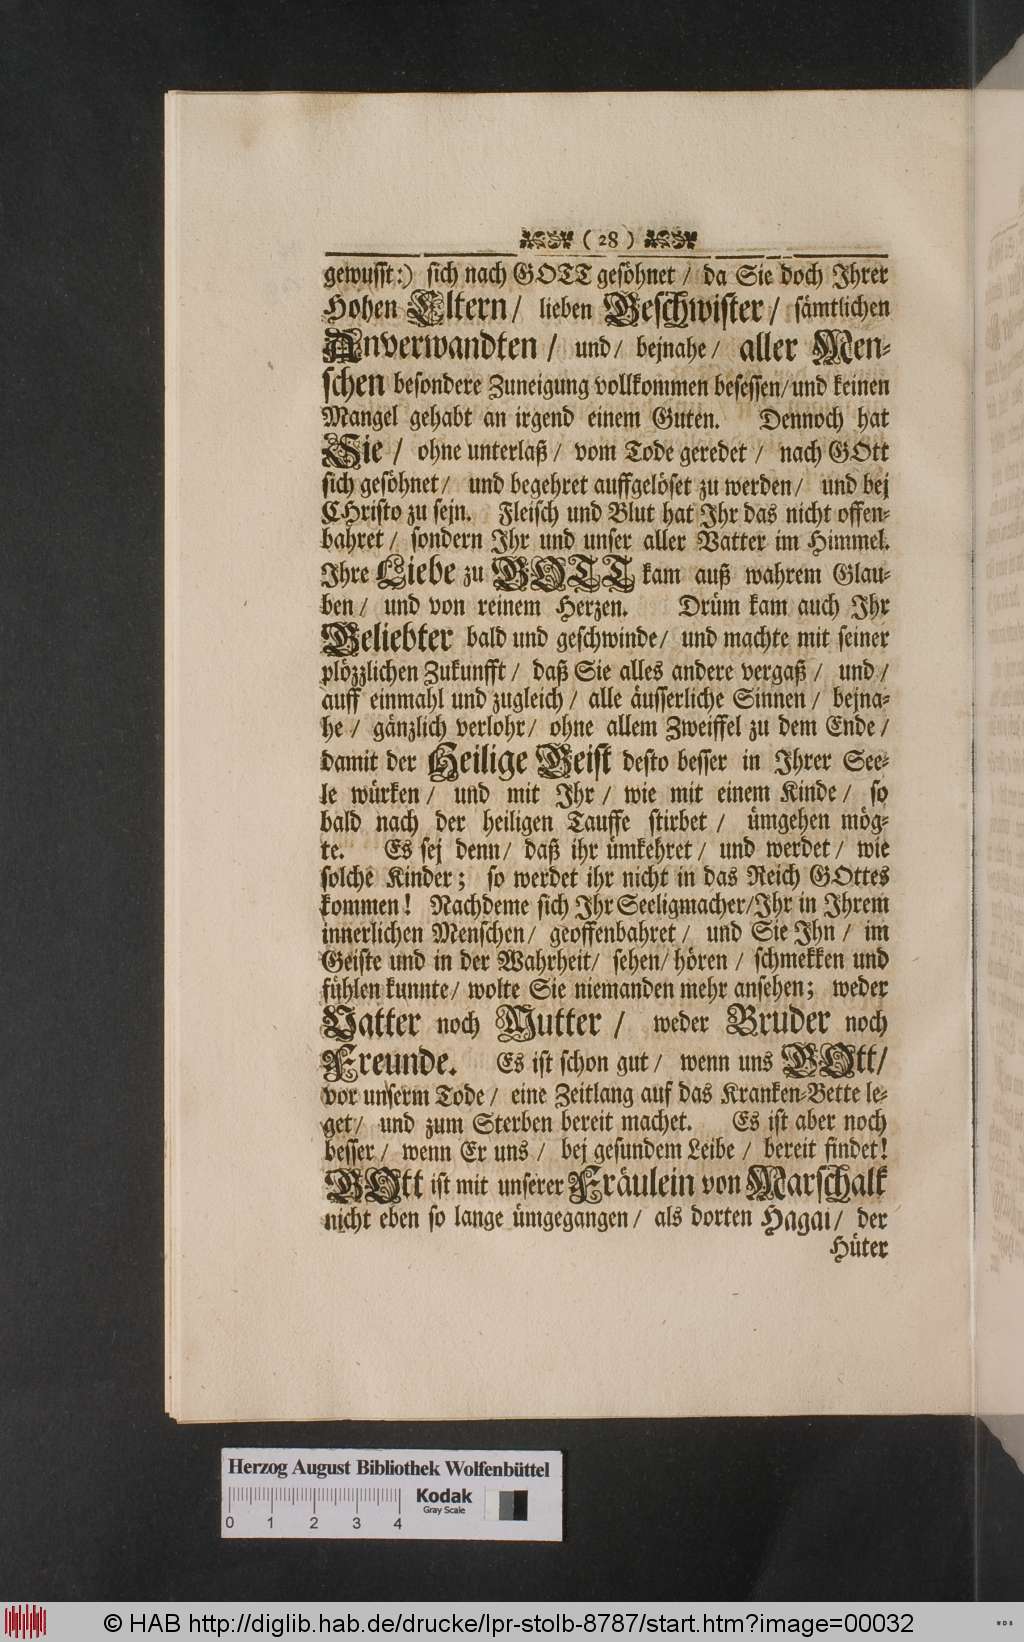 ( 28 )
gewusst:) sich nach GOTT gesöhnet / da Sie doch Ihrer
Hohen Eltern / lieben Geschwister / sämtlichen
Anverwandten / und / bejnahe / aller Men-
schen besondere Zuneigung vollkommen besessen / und keinen
Mangel gehabt an irgend einem Guten. Dennoch hat
Sie / ohne unterlaß / vom Tode geredet / nach GOtt
sich gesöhnet / und begehret auffgelöset zu werden / und bej
CHristo zu sejn. Fleisch und Blut hat Ihr das nicht offen-
bahret / sondern Ihr und unser aller Vatter im Himmel.
Ihre Liebe zu GOTT kam auß wahrem Glau-
ben / und von reinem Herzen. Drüm kam auch Ihr
Geliebter bald und geschwinde / und machte mit seiner
plözzlichen Zukunfft / daß Sie alles andere vergaß / und /
auff einmahl und zugleich / alle äusserliche Sinnen / bejna-
he / gänzlich verlohr / ohne allem Zweiffel zu dem Ende /
damit der Heilige Geist desto besser in Ihrer See-
le würken / und mit Ihr / wie mit einem Kinde / so
bald nach der heiligen Tauffe stirbet / ümgehen mög-
te. Es sej denn / daß ihr ümkehret / und werdet / wie
solche Kinder; so werdet ihr nicht in das Reich GOttes
kommen! Nachdeme sich Ihr Seeligmacher / Ihr in Ihrem
innerlichen Menschen / geoffenbahret / und Sie Ihn / im
Geiste und in der Wahrheit / sehen / hören / schmekken und
fühlen kunnte / wolte Sie niemanden mehr ansehen; weder
Vatter noch Mutter / weder Bruder noch
Freunde. Es ist schon gut / wenn uns GOtt /
vor unserm Tode / eine Zeitlang auf das Kranken-Bette le-
get / und zum Sterben bereit machet. Es ist aber noch
besser / wenn Er uns / bej gesundem Leibe / bereit findet!
GOtt ist mit unserer Fräulein von Marschalk
nicht eben so lange ümgegangen / als dorten Hagai / der
Hüter
Herzog August Bibliothek Wolfenbüttel
Kodak
Gray Scale
0 1 2 3 4
© HAB http://diglib.hab.de/drucke/lpr-stolb-8787/start.htm?image=00032